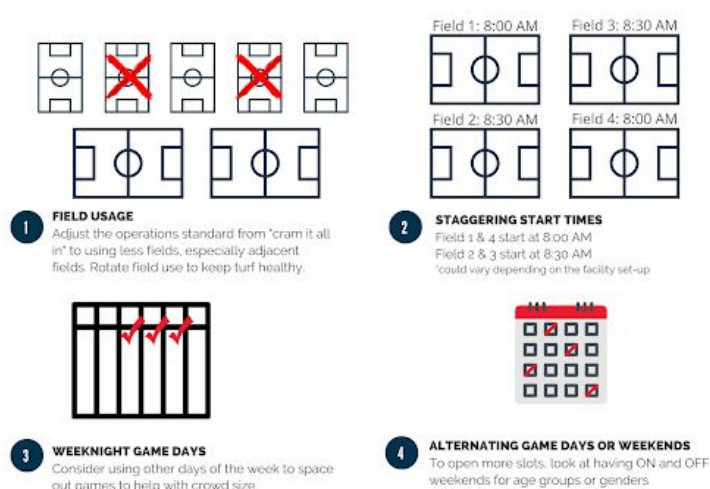 Field 1: 8:00 AM
Field 3: 8:30 AM
Field 2: 8:30 AM
Field 4: 8:00 AM
1
FIELD USAGE
Adjust the operations standard from "cram it all
in" to using less fields, especially adjacent
fields. Rotate field use to keep turf healthy.
2
STAGGERING START TIMES
Field 1 & 4 start at 8:00 AM
Field 2 & 3 start at 8:30 AM
*could vary depending on the facility set-up
3
WEEKNIGHT GAME DAYS
Consider using other days of the week to space
out games to help with crowd size
4
ALTERNATING GAME DAYS OR WEEKENDS
To open more slots, look at having ON and OFF
weekends for age groups or genders